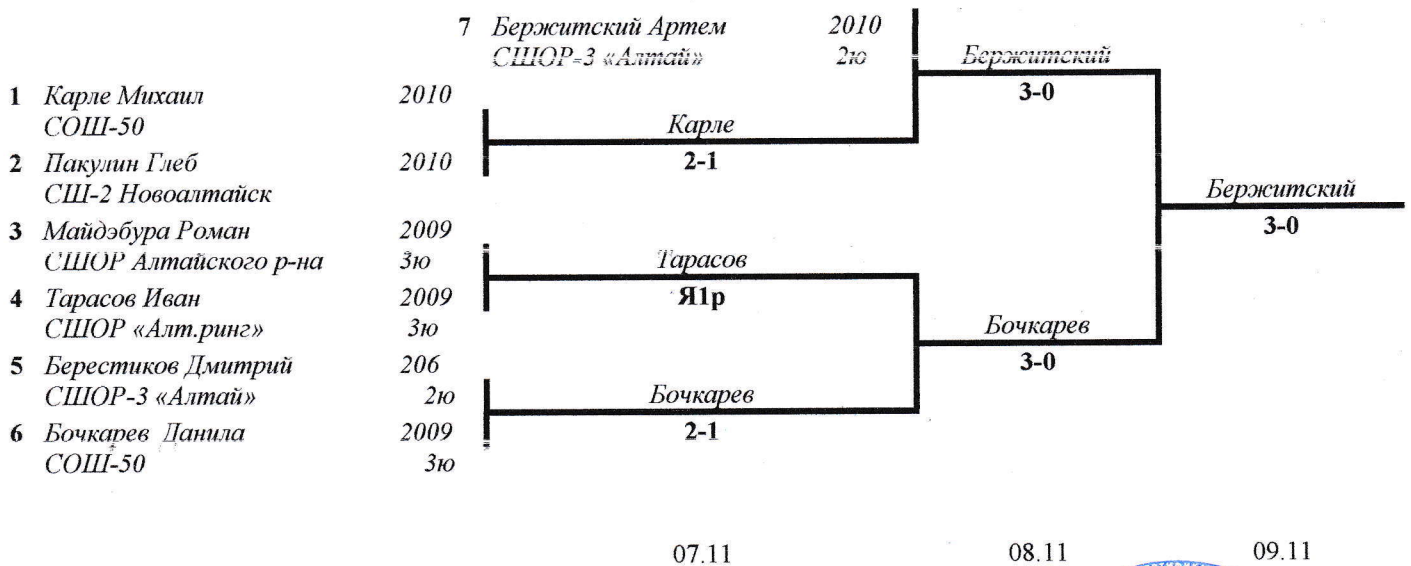 7 Бержитский Артем 2010
СШОР-3 «Алтай» 2ю
Бержитский
3-0
1 Карле Михаил 2010
СОШ-50
Карле
2-1
2 Пакулин Глеб 2010
СШ-2 Новоалтайск
Бержитский
3-0
3 Майдэбура Роман 2009
СШОР Алтайского р-на 3ю
Тарасов
Я1р
4 Тарасов Иван 2009
СШОР «Алт.ринг» 3ю
Бочкарев
3-0
5 Берестиков Дмитрий 206
СШОР-3 «Алтай» 2ю
Бочкарев
2-1
6 Бочкарев Данила 2009
СОШ-50 3ю
07.11 08.11 09.11